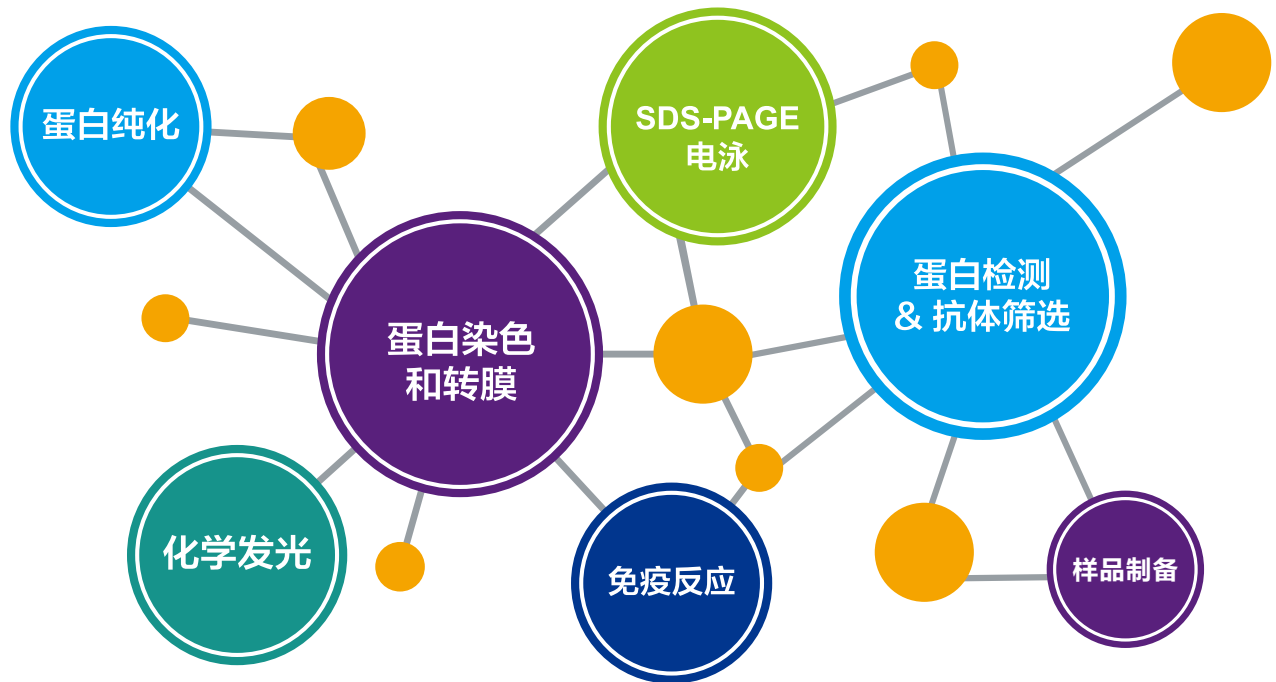 蛋白纯化
SDS-PAGE
电泳
蛋白检测
& 抗体筛选
蛋白染色
和转膜
化学发光
免疫反应
样品制备